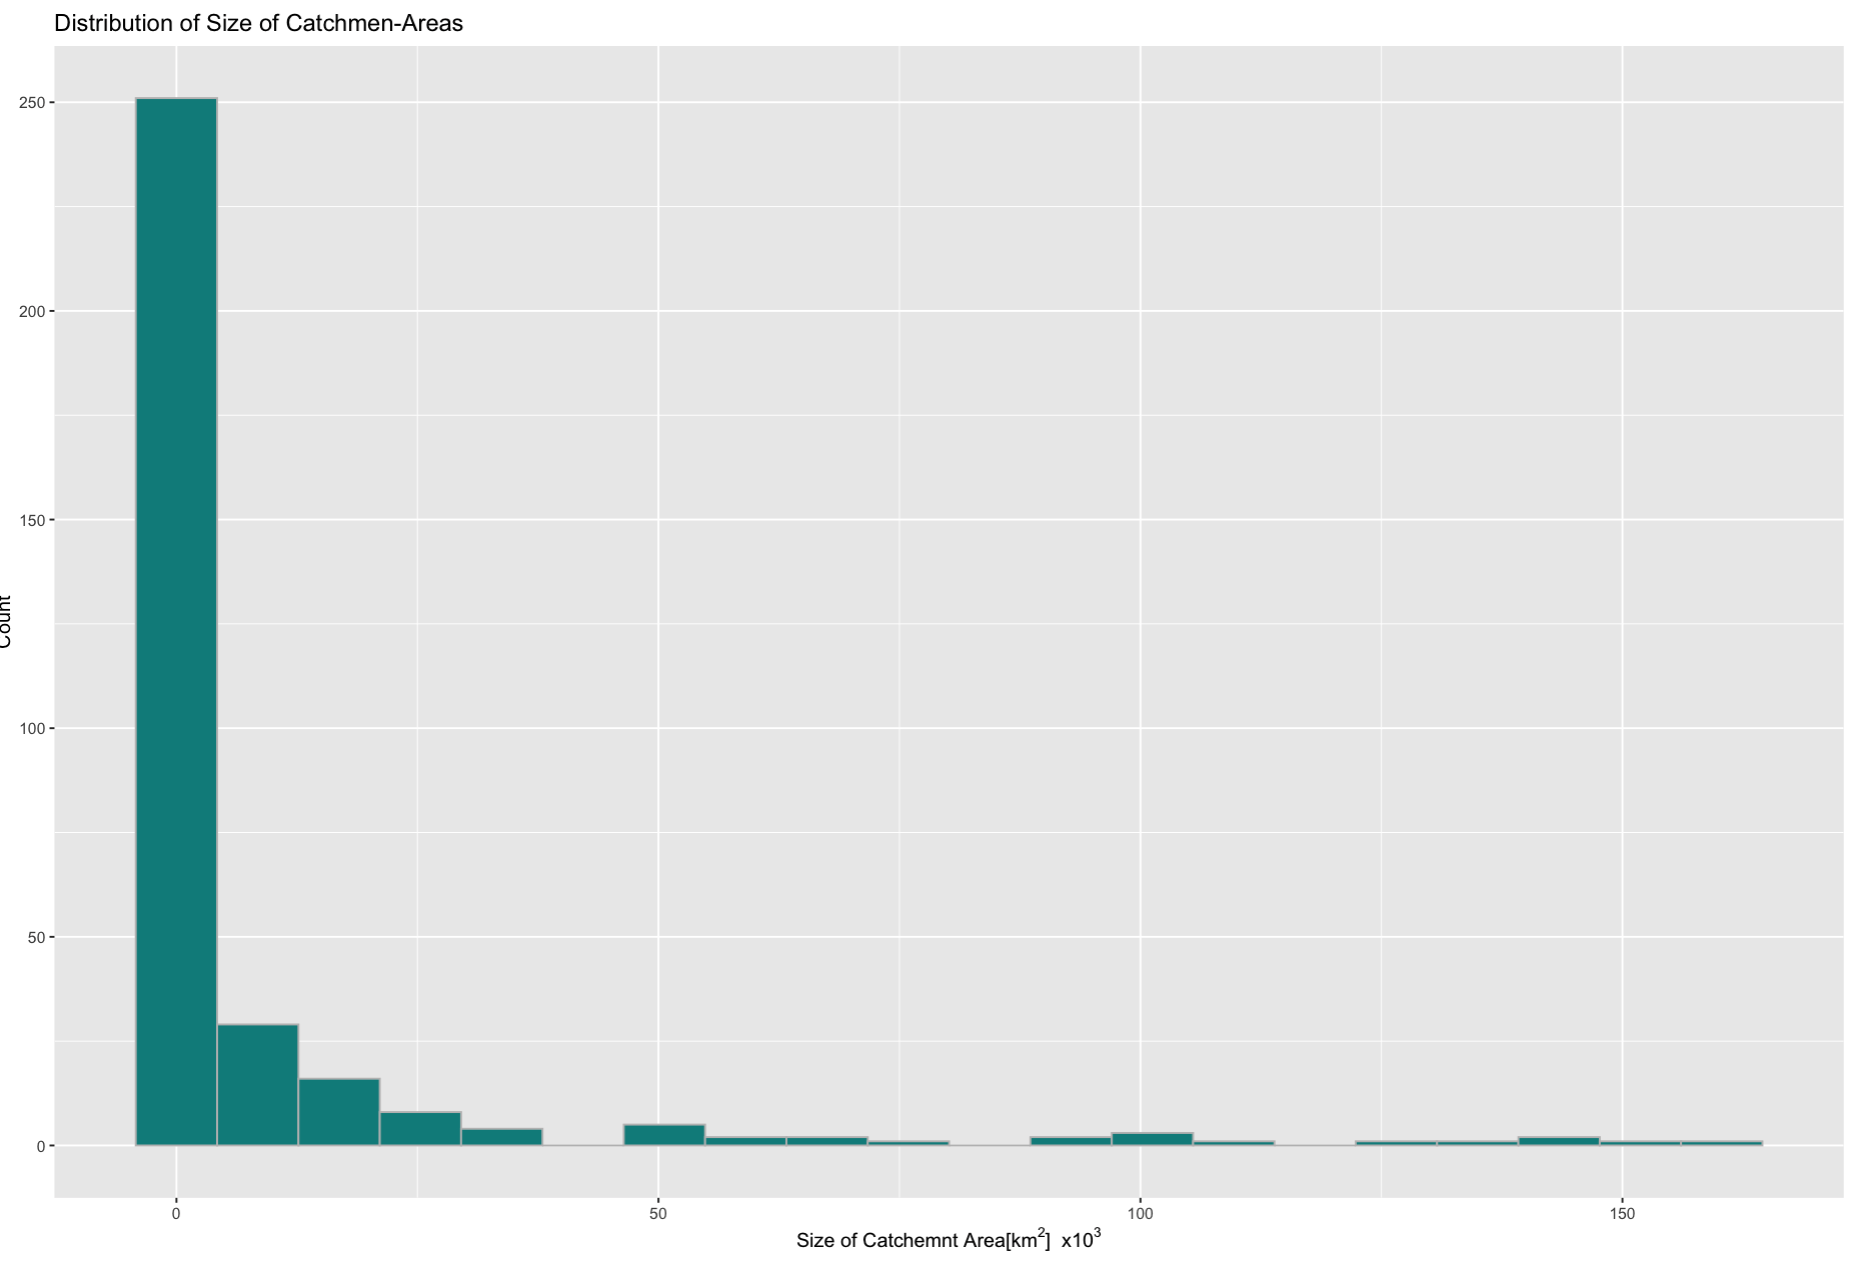 Distribution of Size of Catchmen-Areas
250
200
150
100
50
0
Count
0 50 100 150
Size of Catchemnt Area[km²] x10³